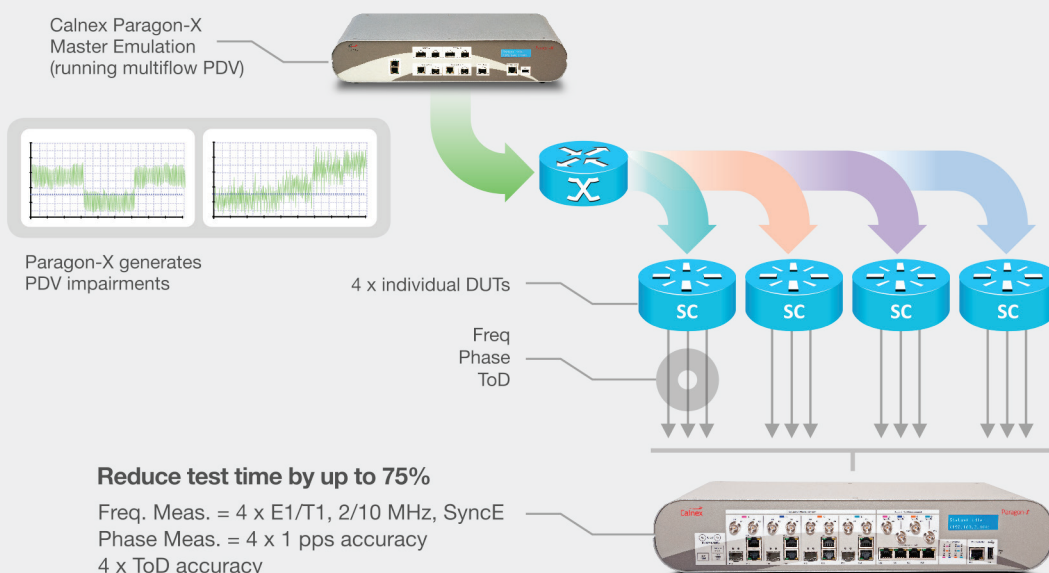 Calnex Paragon-X
Master Emulation
(running multiflow PDV)
Paragon-X generates
PDV impairments
4 x individual DUTs
SC
SC
SC
SC
Freq
Phase
ToD
Reduce test time by up to 75%
Freq. Meas. = 4 x E1/T1, 2/10 MHz, SyncE
Phase Meas. = 4 x 1 pps accuracy
4 x ToD accuracy
Calnex